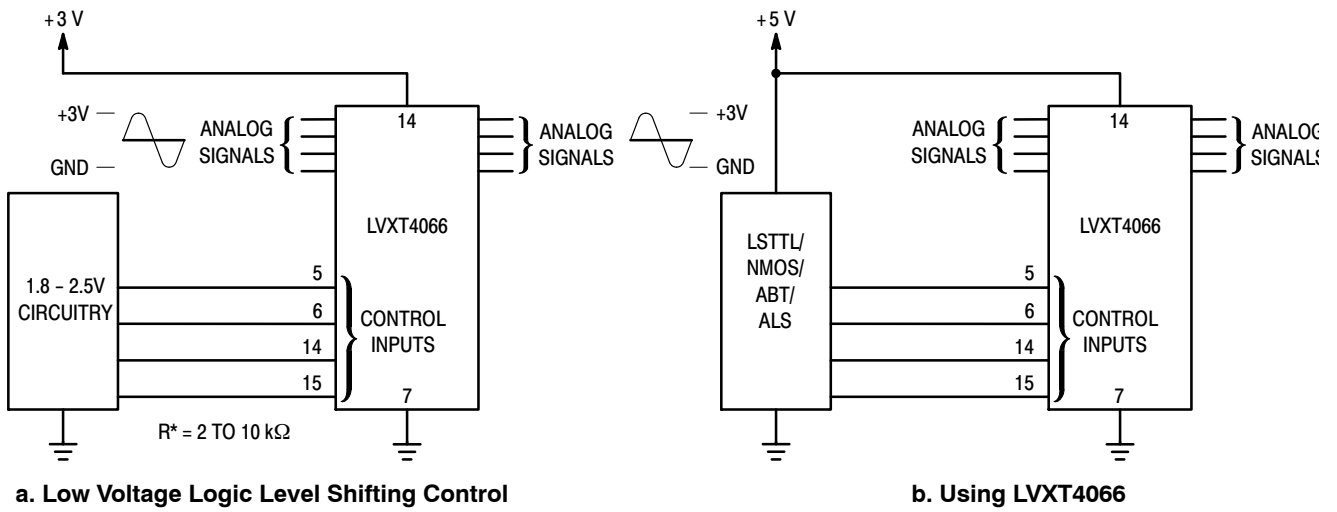 +3 V
+3V
GND
ANALOG
SIGNALS
14
ANALOG
SIGNALS
LVXT4066
1.8 – 2.5V
CIRCUITRY
5
6
14
15
CONTROL
INPUTS
7
R* = 2 TO 10 kΩ
a. Low Voltage Logic Level Shifting Control
+5 V
+3V
GND
ANALOG
SIGNALS
14
ANALOG
SIGNALS
LVXT4066
LSTTL/
NMOS/
ABT/
ALS
5
6
14
15
CONTROL
INPUTS
7
b. Using LVXT4066